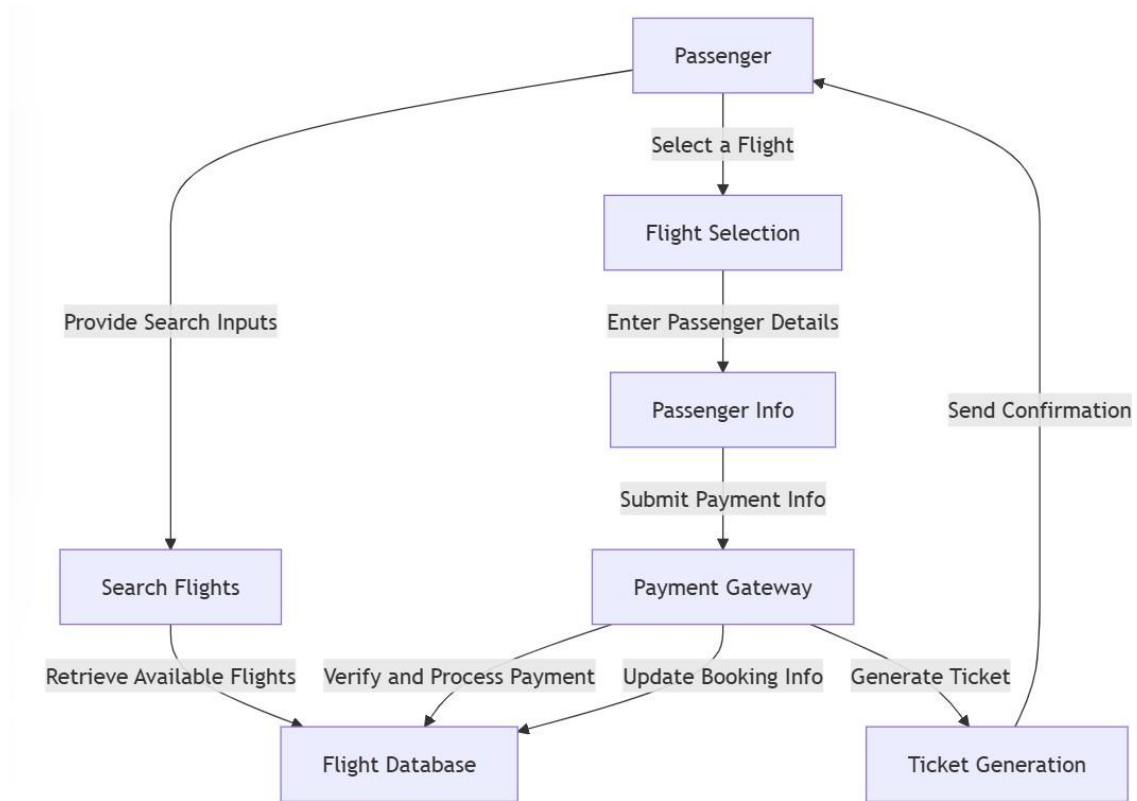 Passenger
Select a Flight
Flight Selection
Provide Search Inputs
Enter Passenger Details
Passenger Info
Send Confirmation
Submit Payment Info
Search Flights
Payment Gateway
Retrieve Available Flights
Verify and Process Payment
Update Booking Info
Generate Ticket
Flight Database
Ticket Generation